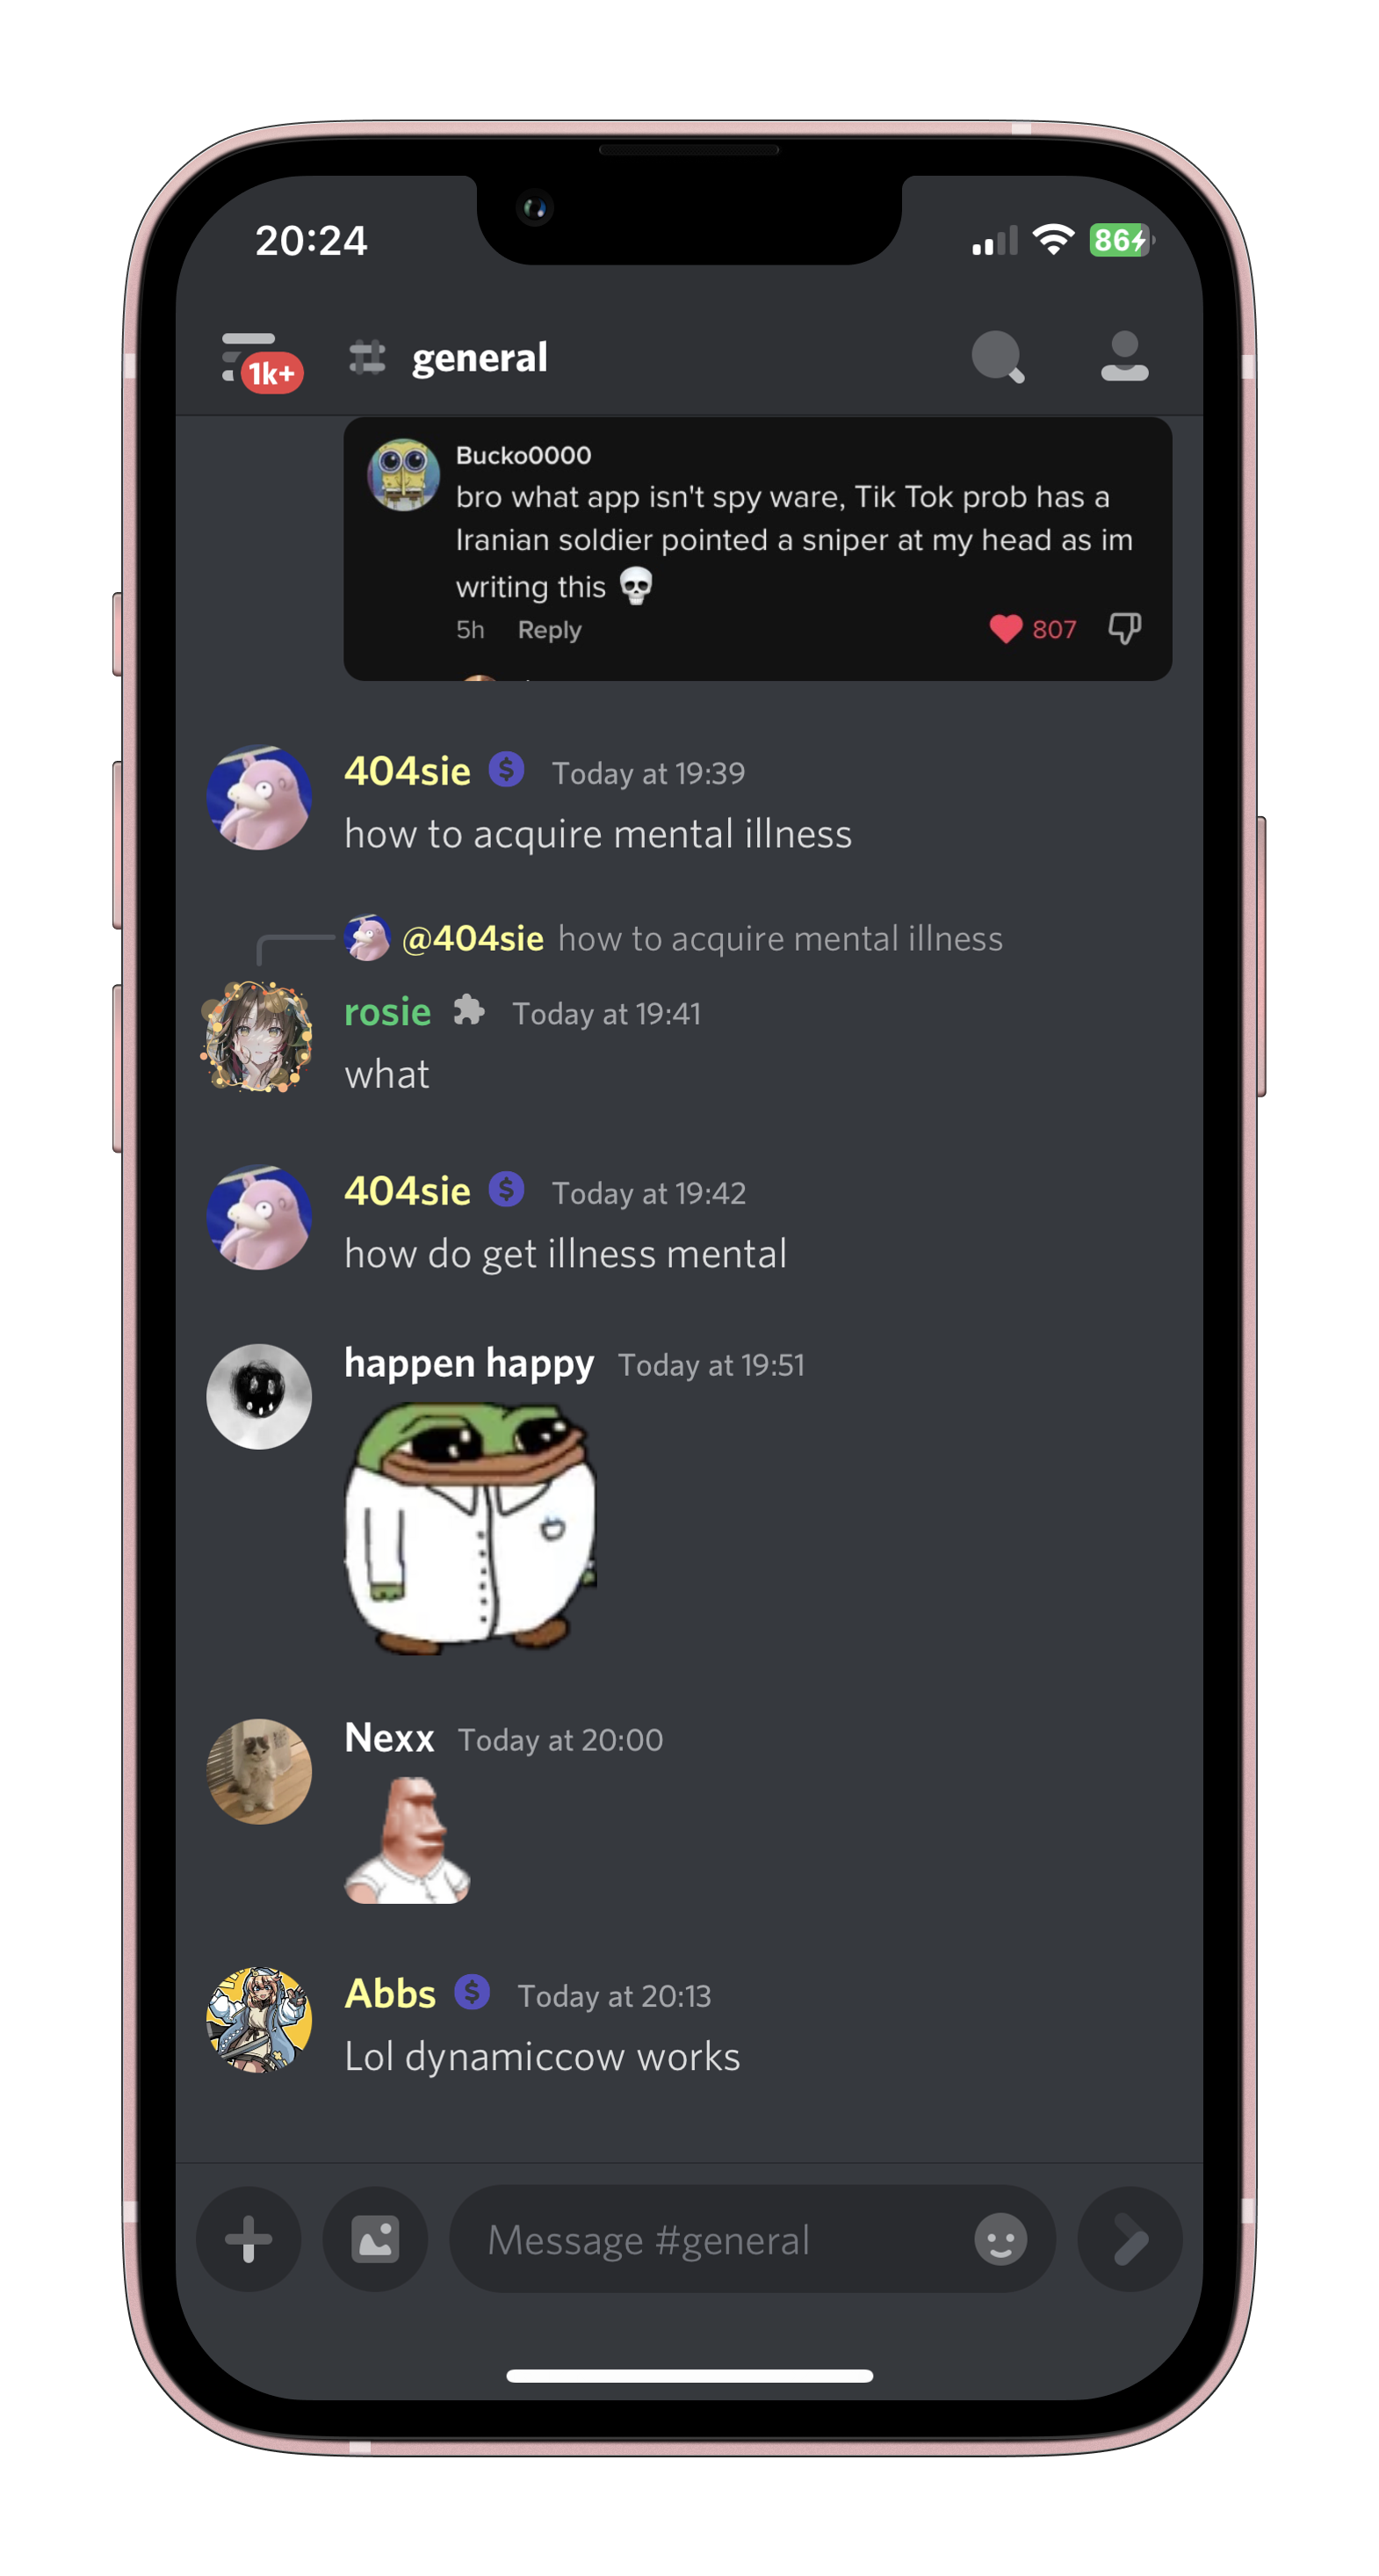 20:24
86
1k+
general
Bucko0000
bro what app isn't spy ware, Tik Tok prob has a
Iranian soldier pointed a sniper at my head as im
writing this 💀
5h Reply
807
404sie Today at 19:39
how to acquire mental illness
@404sie how to acquire mental illness
rosie Today at 19:41
what
404sie Today at 19:42
how do get illness mental
happen happy Today at 19:51
Nexx Today at 20:00
Abbs Today at 20:13
Lol dynamiccow works
Message #general